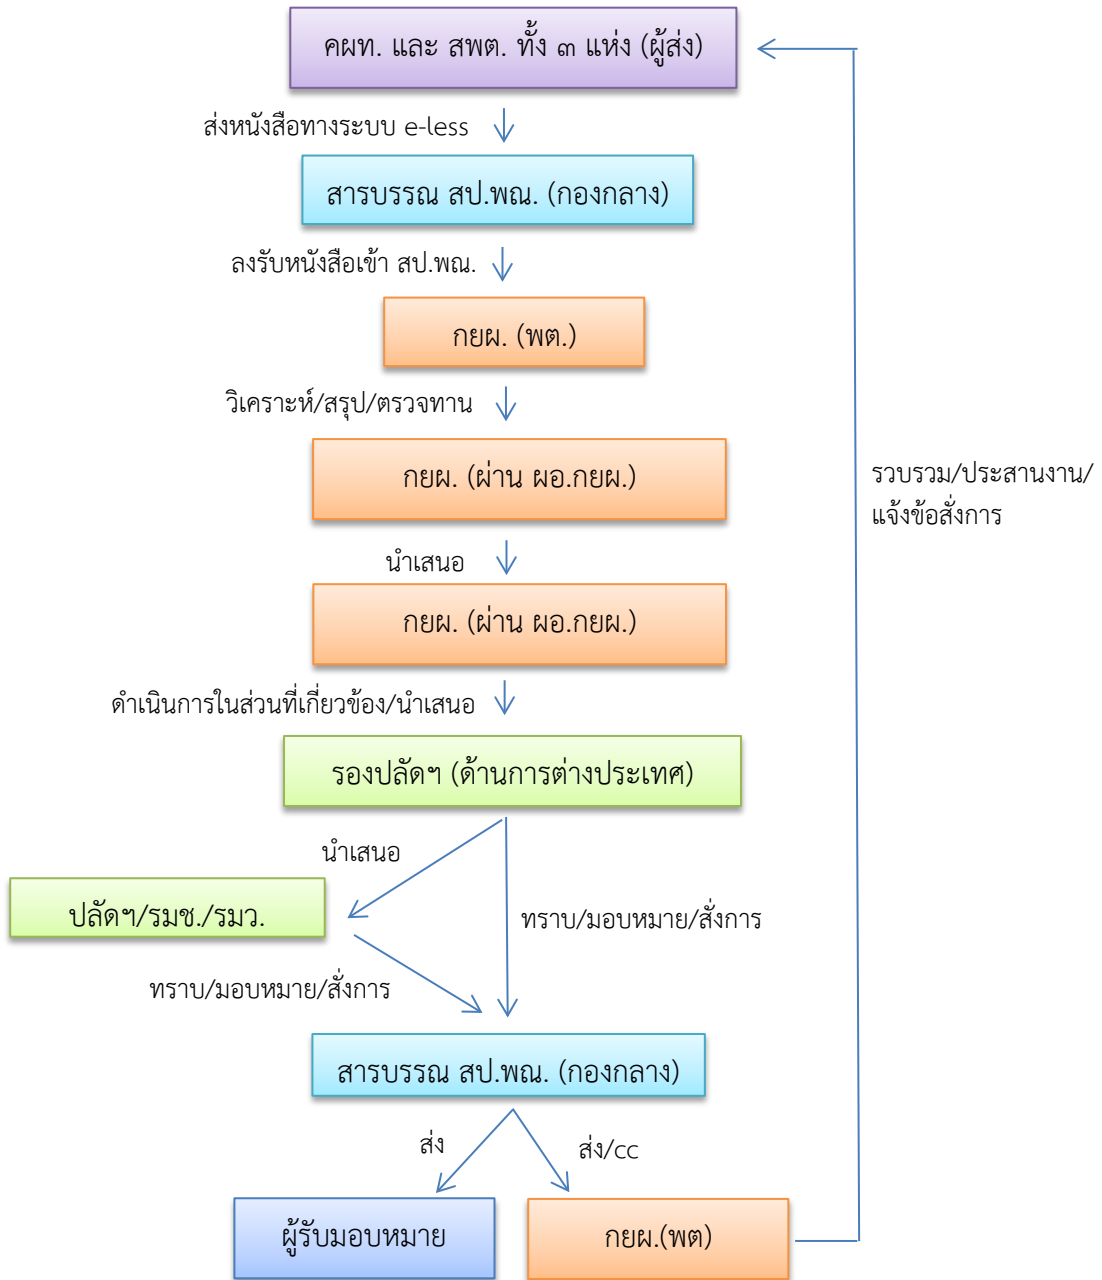 คผท. และ สพต. ทั้ง ๓ แห่ง (ผู้ส่ง)
ส่งหนังสือทางระบบ e-less
สารบรรณ สป.พณ. (กองกลาง)
ลงรับหนังสือเข้า สป.พณ.
กยผ. (พต.)
วิเคราะห์/สรุป/ตรวจทาน
กยผ. (ผ่าน ผอ.กยผ.)
รวบรวม/ประสานงาน/
แจ้งข้อสั่งการ
นำเสนอ
กยผ. (ผ่าน ผอ.กยผ.)
ดำเนินการในส่วนที่เกี่ยวข้อง/นำเสนอ
รองปลัดฯ (ด้านการต่างประเทศ)
นำเสนอ
ปลัดฯ/รมช./รมว.
ทราบ/มอบหมาย/สั่งการ
ทราบ/มอบหมาย/สั่งการ
สารบรรณ สป.พณ. (กองกลาง)
ส่ง
ส่ง/cc
ผู้รับมอบหมาย
กยผ.(พต)